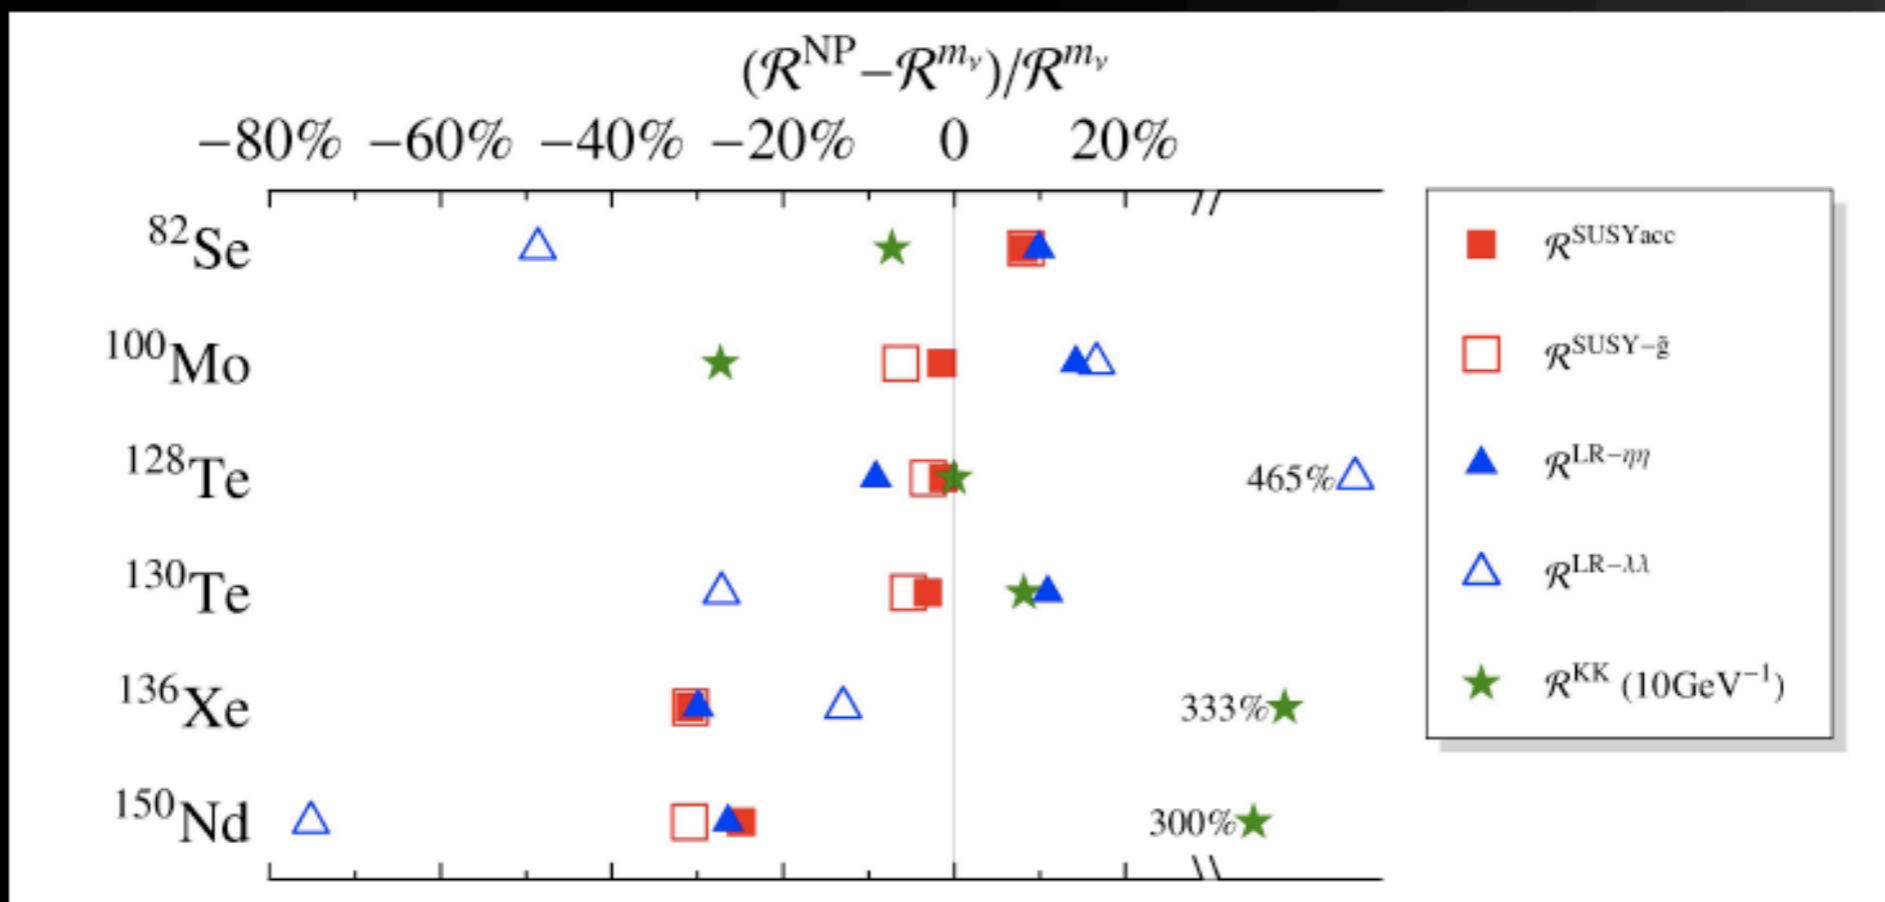 (ℛ^NP−ℛ^mν)/ℛ^mν
−80% −60% −40% −20% 0 20%
⁸²Se
¹⁰⁰Mo
¹²⁸Te 465%
¹³⁰Te
¹³⁶Xe 333%
¹⁵⁰Nd 300%
ℛ^SUSYacc
ℛ^SUSY−g̃
ℛ^LR−ηη
ℛ^LR−λλ
ℛ^KK (10GeV⁻¹)